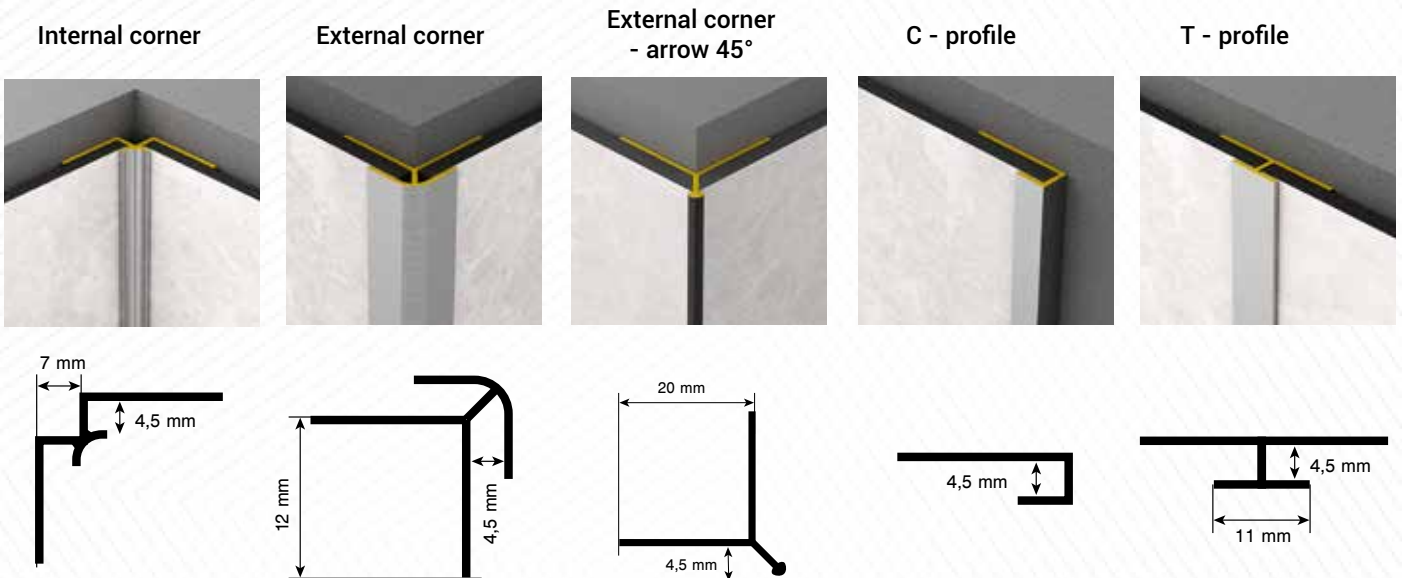 Internal corner
External corner
External corner
- arrow 45°
C - profile
T - profile
7 mm
4,5 mm
12 mm
4,5 mm
20 mm
4,5 mm
4,5 mm
4,5 mm
11 mm